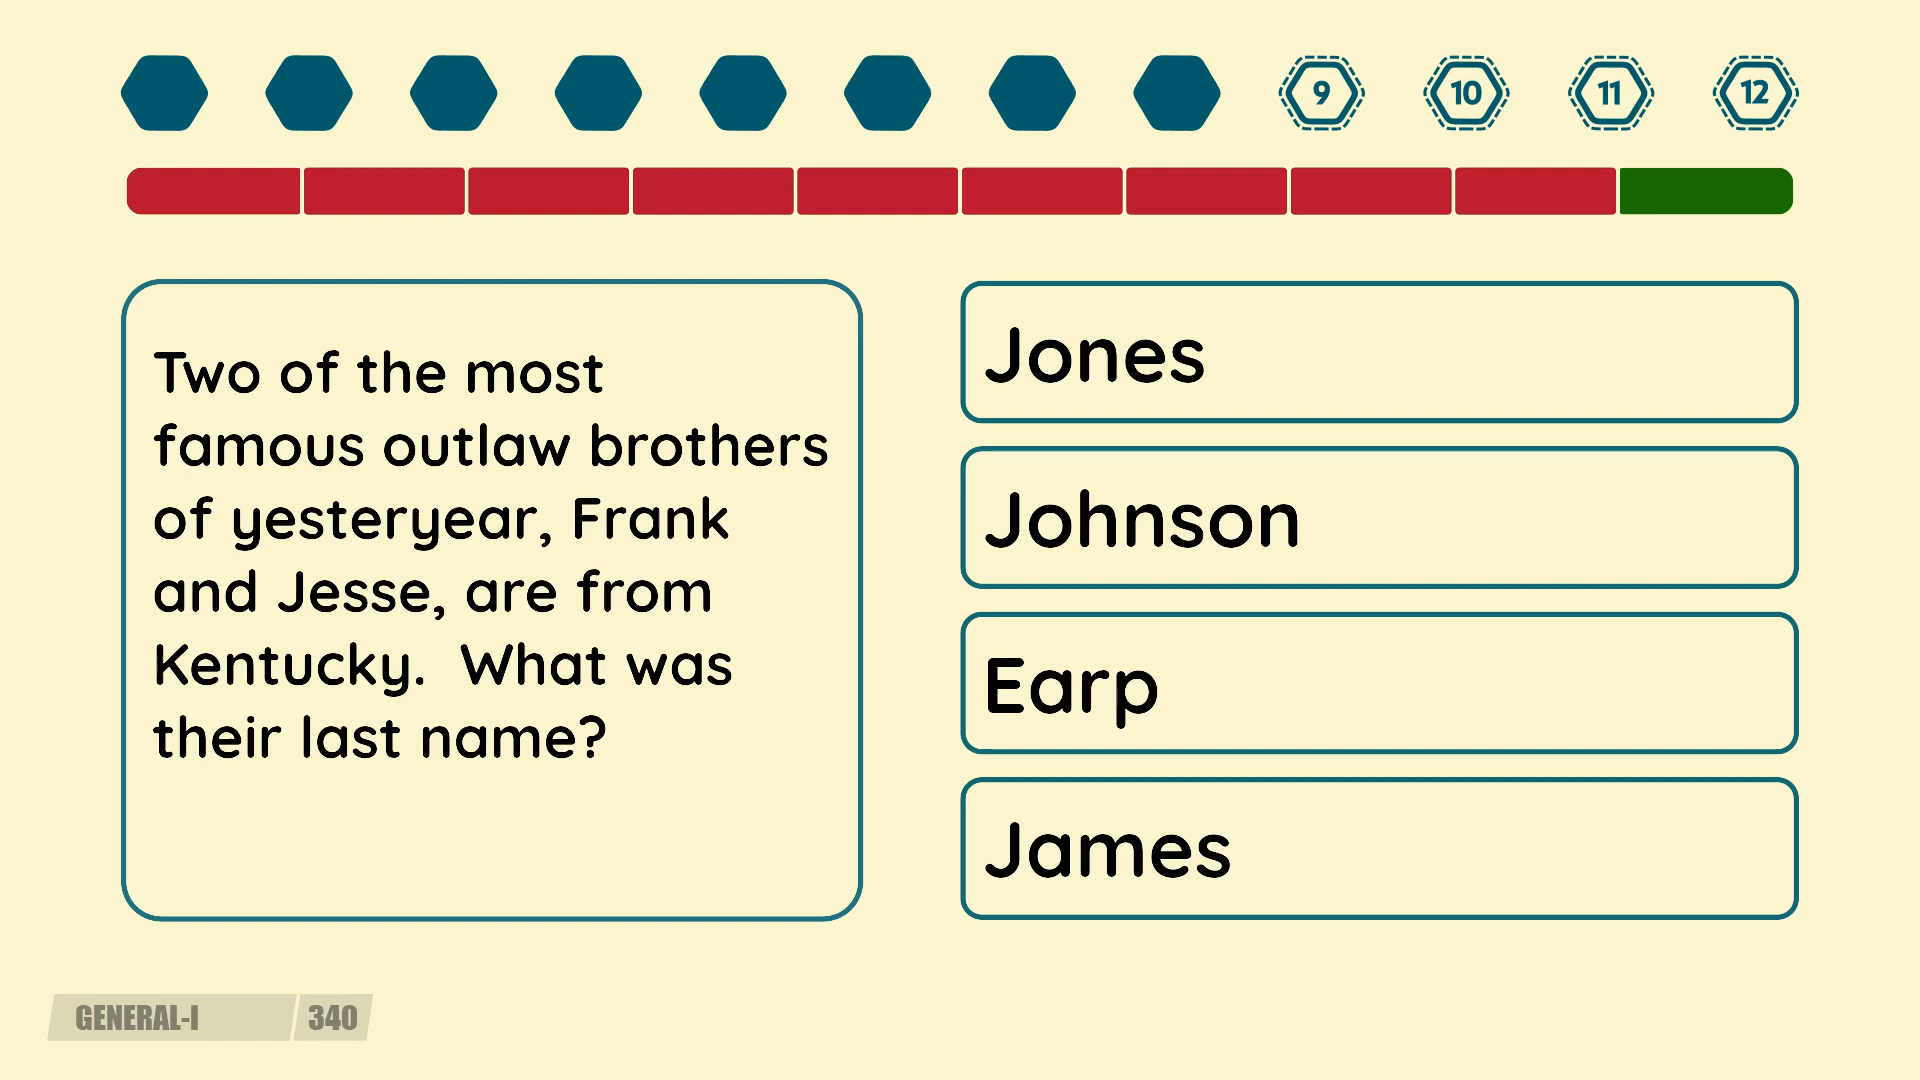 9 10 11 12
Two of the most
famous outlaw brothers
of yesteryear, Frank
and Jesse, are from
Kentucky.  What was
their last name?
Jones
Johnson
Earp
James
GENERAL-I 340